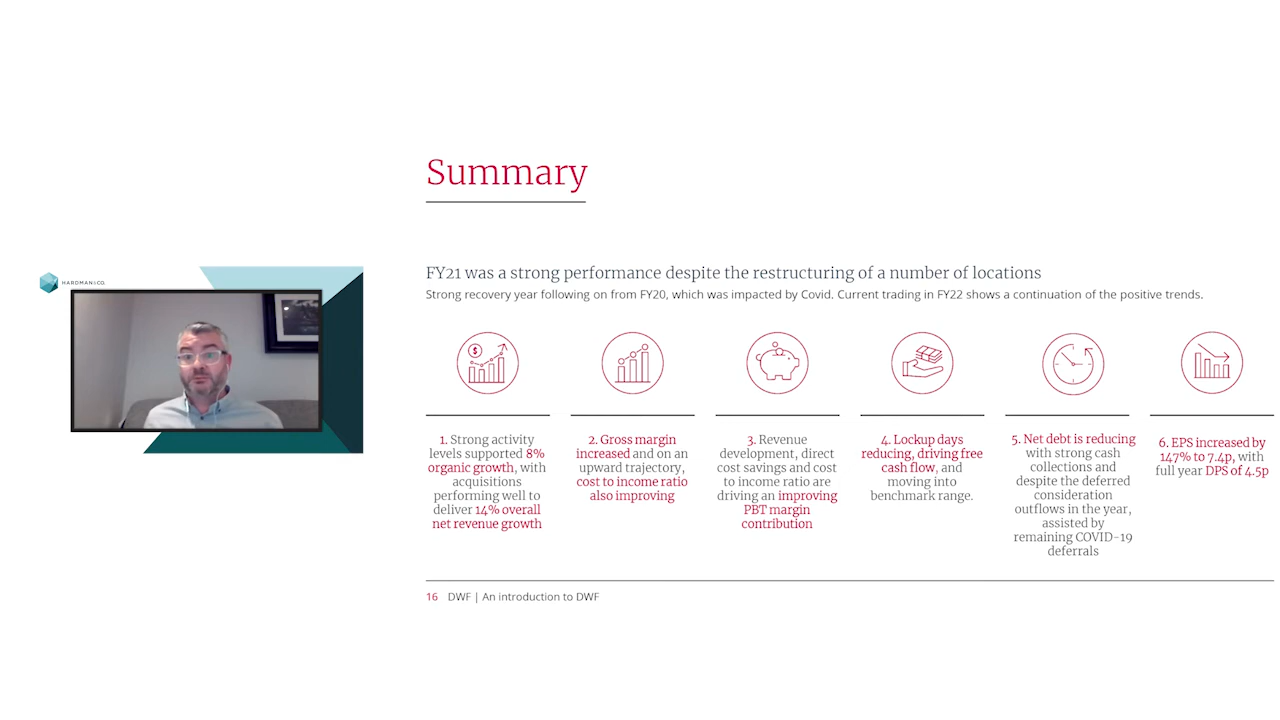 Summary
FY21 was a strong performance despite the restructuring of a number of locations
Strong recovery year following on from FY20, which was impacted by Covid. Current trading in FY22 shows a continuation of the positive trends.
HARDMAN&CO.
$
1. Strong activity
levels supported 8%
organic growth, with
acquisitions
performing well to
deliver 14% overall
net revenue growth
2. Gross margin
increased and on an
upward trajectory,
cost to income ratio
also improving
3. Revenue
development, direct
cost savings and cost
to income ratio are
driving an improving
PBT margin
contribution
4. Lockup days
reducing, driving free
cash flow, and
moving into
benchmark range.
5. Net debt is reducing
with strong cash
collections and
despite the deferred
consideration
outflows in the year,
assisted by
remaining COVID-19
deferrals
6. EPS increased by
147% to 7.4p, with
full year DPS of 4.5p
16 DWF | An introduction to DWF